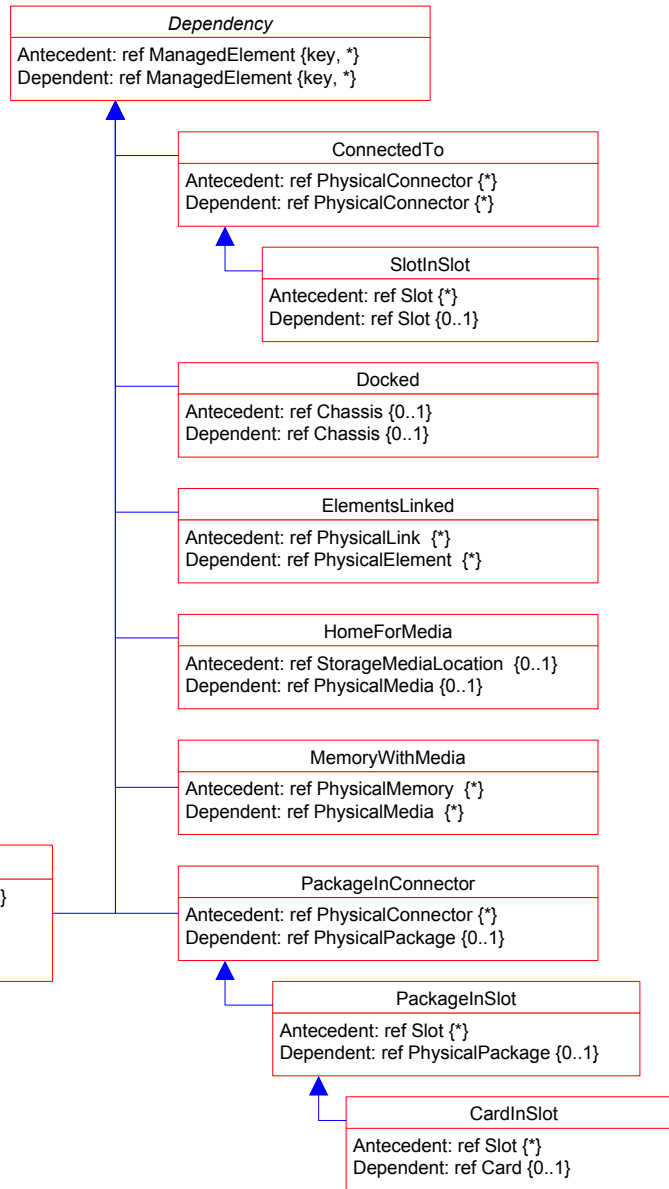 Dependency
Antecedent: ref ManagedElement {key, *}
Dependent: ref ManagedElement {key, *}
ConnectedTo
Antecedent: ref PhysicalConnector {*}
Dependent: ref PhysicalConnector {*}
SlotInSlot
Antecedent: ref Slot {*}
Dependent: ref Slot {0..1}
Docked
Antecedent: ref Chassis {0..1}
Dependent: ref Chassis {0..1}
ElementsLinked
Antecedent: ref PhysicalLink {*}
Dependent: ref PhysicalElement {*}
HomeForMedia
Antecedent: ref StorageMediaLocation {0..1}
Dependent: ref PhysicalMedia {0..1}
MemoryWithMedia
Antecedent: ref PhysicalMemory {*}
Dependent: ref PhysicalMedia {*}
}
PackageInConnector
Antecedent: ref PhysicalConnector {*}
Dependent: ref PhysicalPackage {0..1}
PackageInSlot
Antecedent: ref Slot {*}
Dependent: ref PhysicalPackage {0..1}
CardInSlot
Antecedent: ref Slot {*}
Dependent: ref Card {0..1}